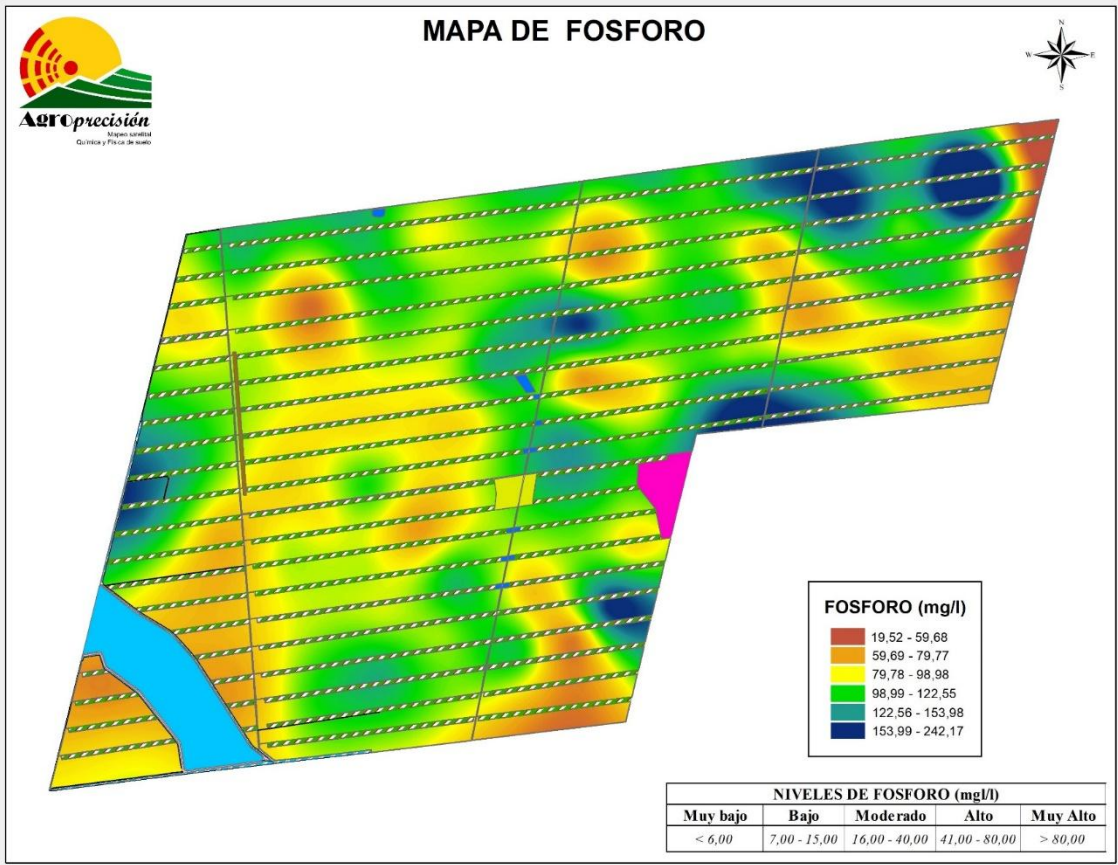 MAPA DE FOSFORO
N
W E
S
Agroprecisión
Mapeo satelital
Química y Física de suelo
FOSFORO (mg/l)
19,52 - 59,68
59,69 - 79,77
79,78 - 98,98
98,99 - 122,55
122,56 - 153,98
153,99 - 242,17
NIVELES DE FOSFORO (mgl/l)
Muy bajo Bajo Moderado Alto Muy Alto
< 6,00 7,00 - 15,00 16,00 - 40,00 41,00 - 80,00 > 80,00